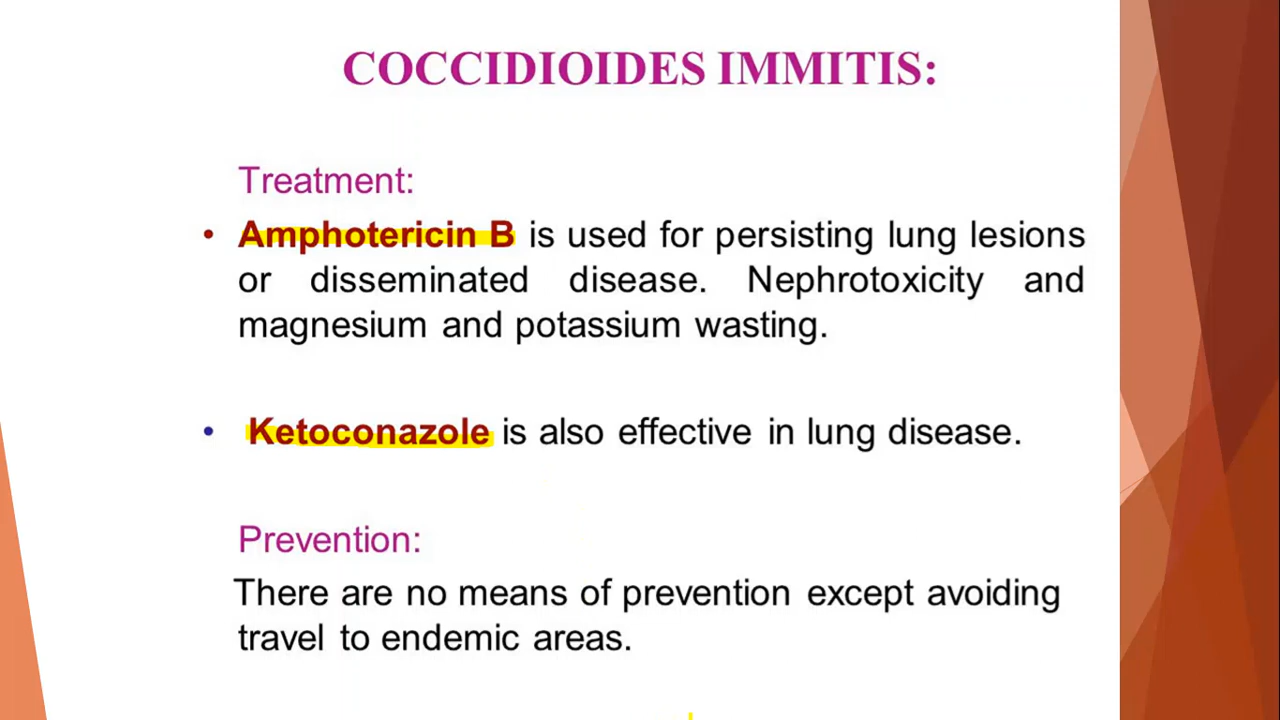 COCCIDIOIDES IMMITIS:
Treatment:
• Amphotericin B is used for persisting lung lesions
or disseminated disease. Nephrotoxicity and
magnesium and potassium wasting.
• Ketoconazole is also effective in lung disease.
Prevention:
There are no means of prevention except avoiding
travel to endemic areas.